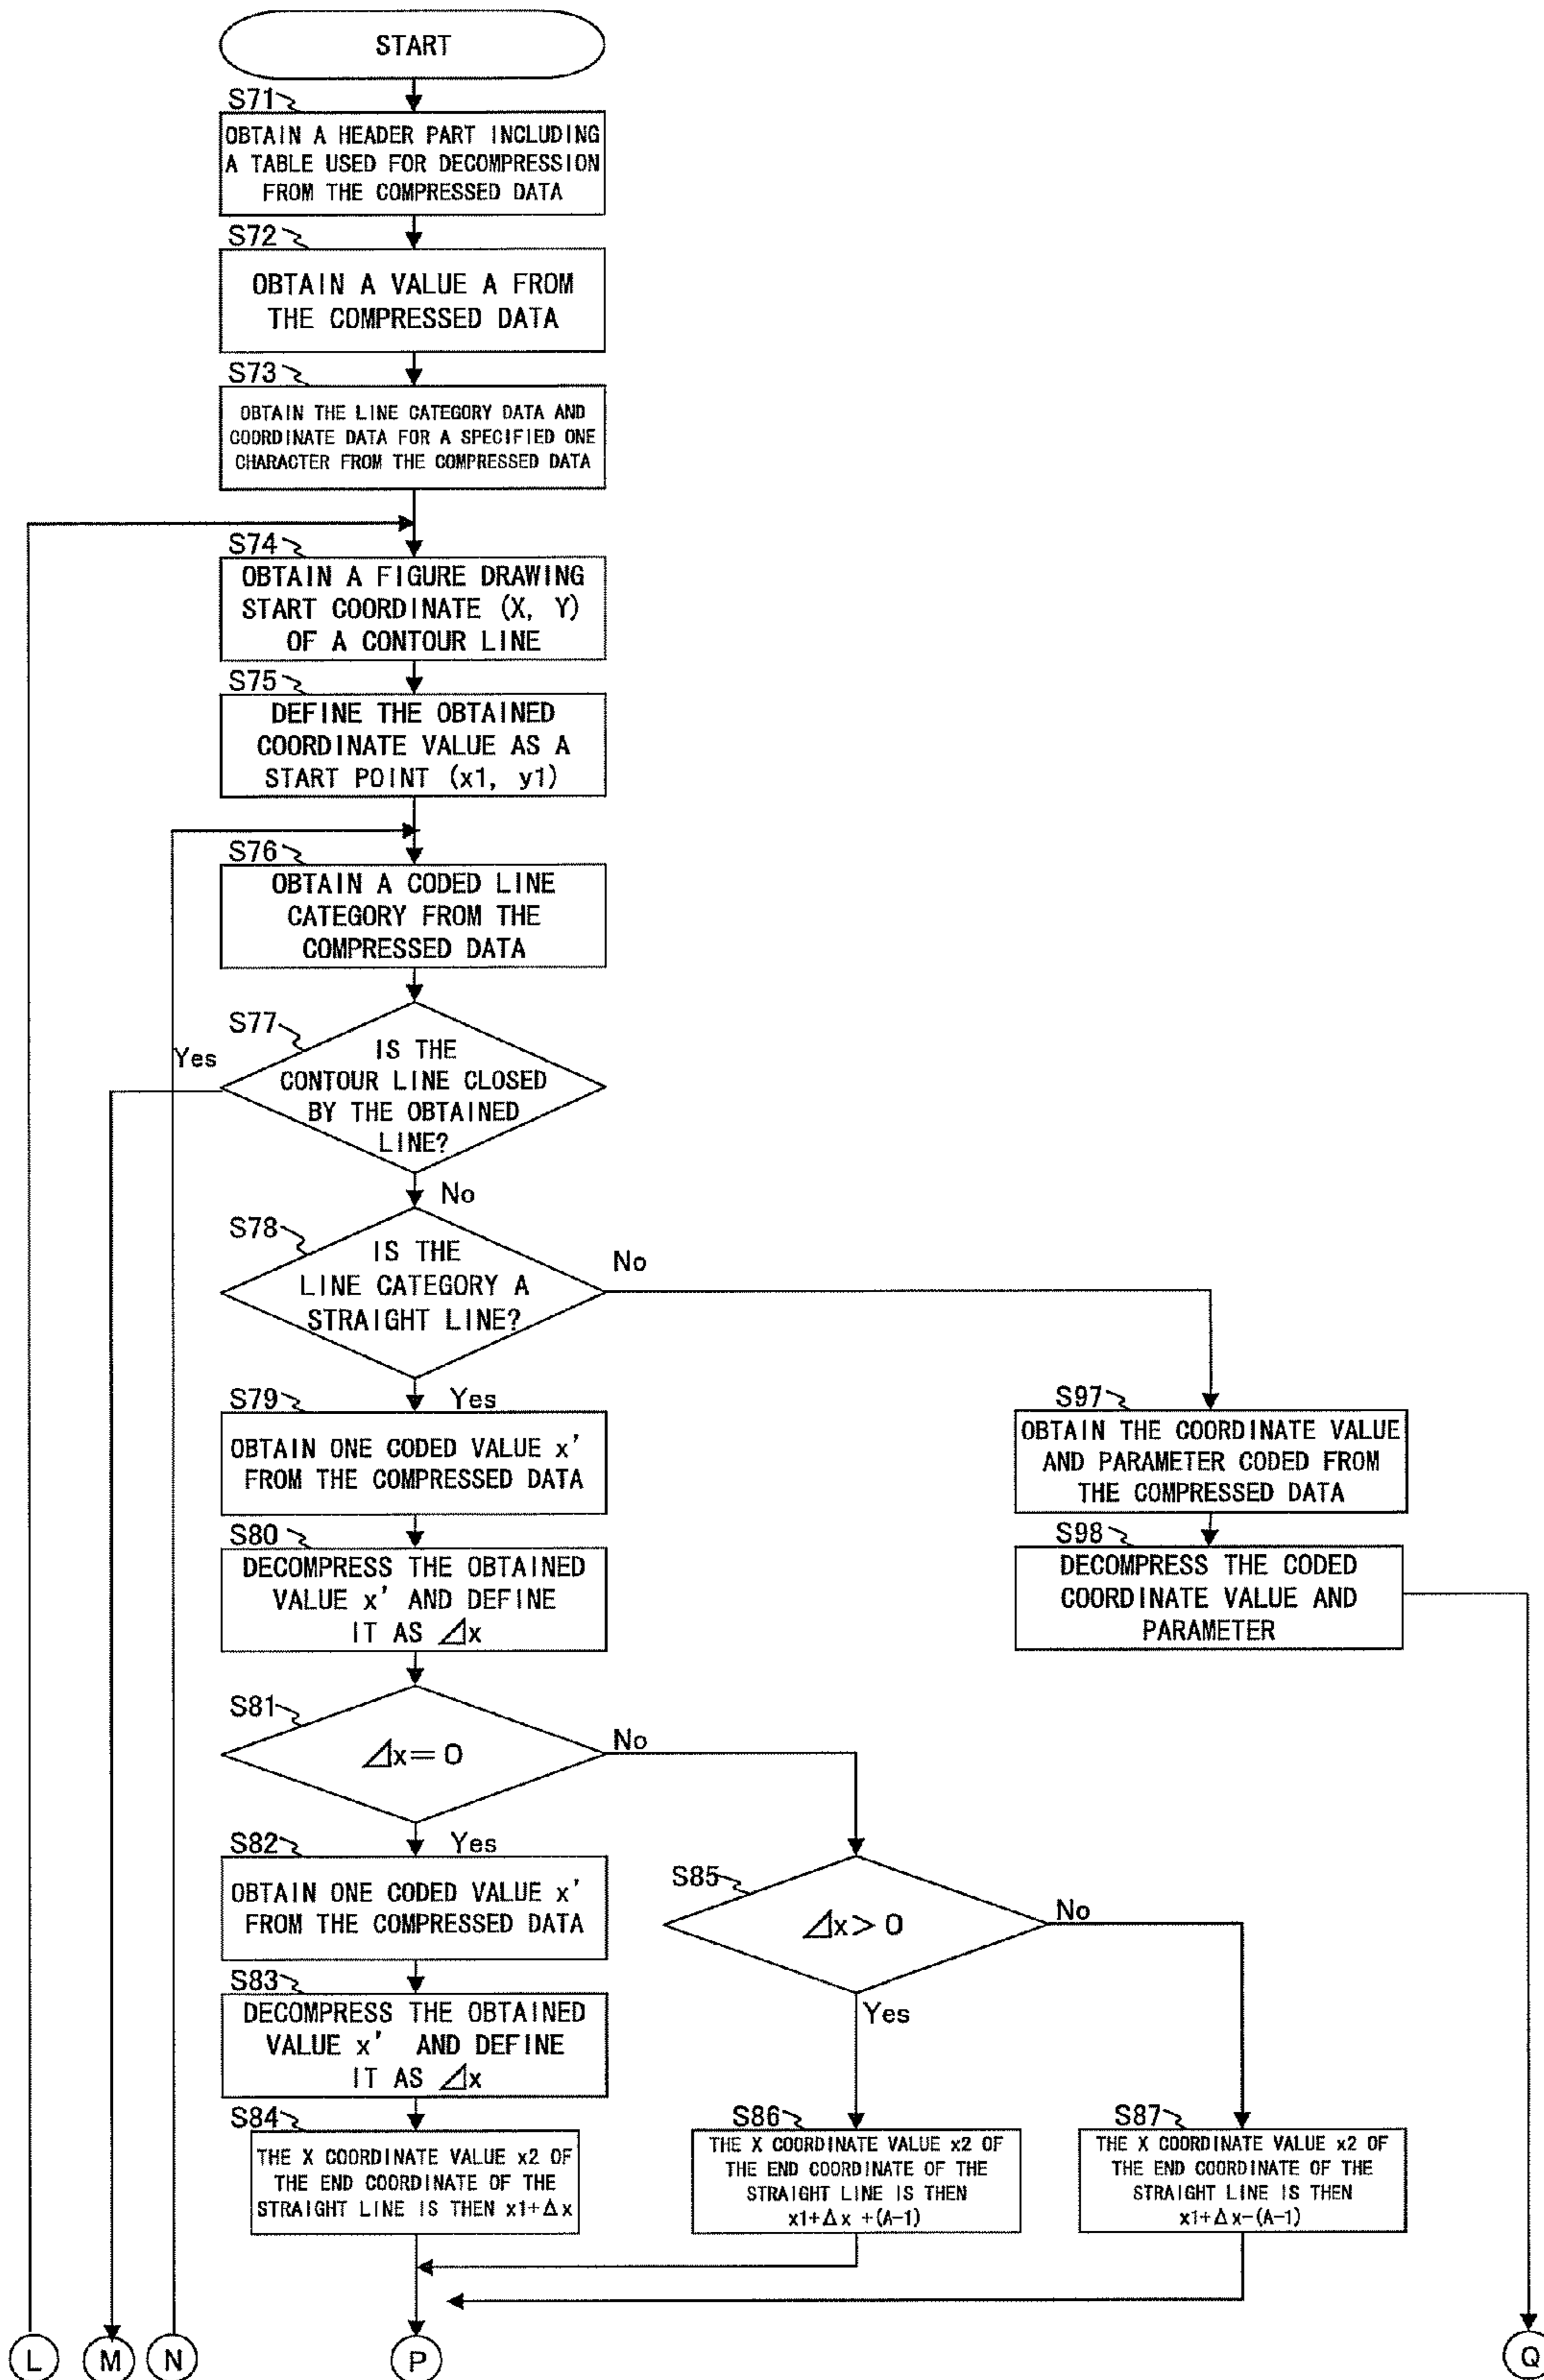 START
S71
OBTAIN A HEADER PART INCLUDING
A TABLE USED FOR DECOMPRESSION
FROM THE COMPRESSED DATA
S72
OBTAIN A VALUE A FROM
THE COMPRESSED DATA
S73
OBTAIN THE LINE CATEGORY DATA AND
COORDINATE DATA FOR A SPECIFIED ONE
CHARACTER FROM THE COMPRESSED DATA
S74
OBTAIN A FIGURE DRAWING
START COORDINATE (X, Y)
OF A CONTOUR LINE
S75
DEFINE THE OBTAINED
COORDINATE VALUE AS A
START POINT (x1, y1)
S76
OBTAIN A CODED LINE
CATEGORY FROM THE
COMPRESSED DATA
S77
Yes
IS THE
CONTOUR LINE CLOSED
BY THE OBTAINED
LINE?
No
S78
IS THE
LINE CATEGORY A
STRAIGHT LINE?
No
Yes
S79
OBTAIN ONE CODED VALUE x'
FROM THE COMPRESSED DATA
S97
OBTAIN THE COORDINATE VALUE
AND PARAMETER CODED FROM
THE COMPRESSED DATA
S80
DECOMPRESS THE OBTAINED
VALUE x' AND DEFINE
IT AS ⊿x
S98
DECOMPRESS THE CODED
COORDINATE VALUE AND
PARAMETER
S81
⊿x=0
No
Yes
S82
OBTAIN ONE CODED VALUE x'
FROM THE COMPRESSED DATA
S85
⊿x>0
No
Yes
S83
DECOMPRESS THE OBTAINED
VALUE x' AND DEFINE
IT AS ⊿x
S84
THE X COORDINATE VALUE x2 OF
THE END COORDINATE OF THE
STRAIGHT LINE IS THEN x1+Δx
S86
THE X COORDINATE VALUE x2 OF
THE END COORDINATE OF THE
STRAIGHT LINE IS THEN
x1+Δx +(A-1)
S87
THE X COORDINATE VALUE x2 OF
THE END COORDINATE OF THE
STRAIGHT LINE IS THEN
x1+Δx-(A-1)
L
M
N
P
Q